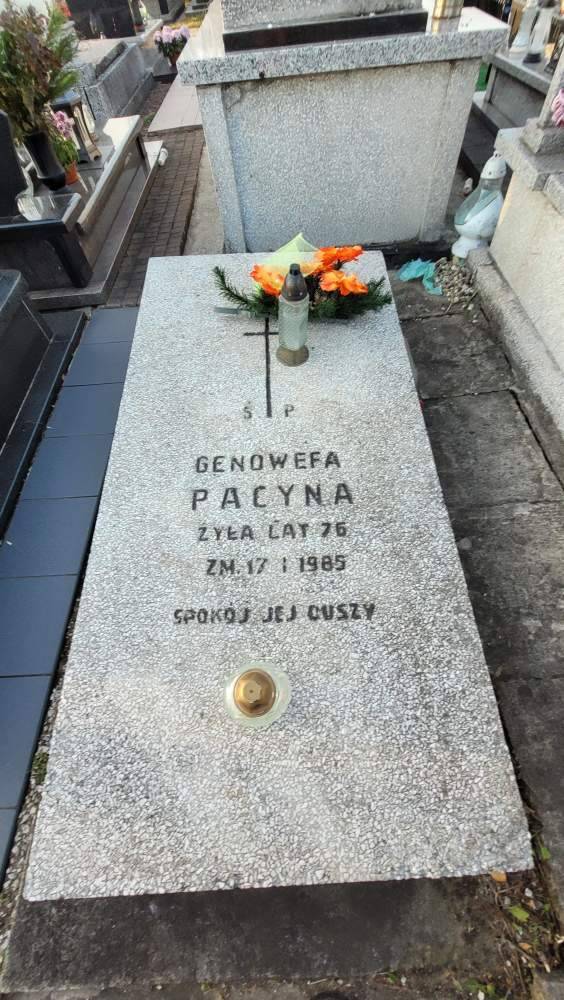 Ś P
GENOWEFA
PACYNA
ŻYŁA LAT 76
ZM. 17 I 1985
SPOKÓJ JEJ DUSZY